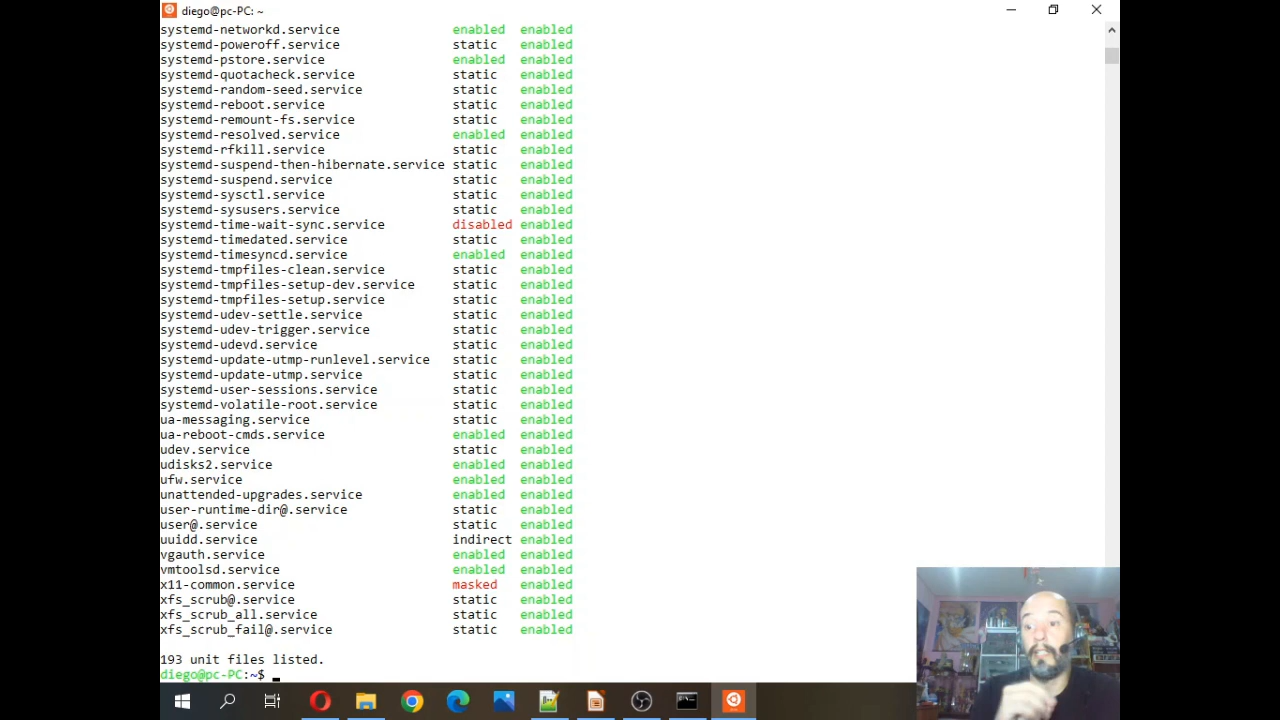 diego@pc-PC: ~
systemd-networkd.service enabled enabled
systemd-poweroff.service static enabled
systemd-pstore.service enabled enabled
systemd-quotacheck.service static enabled
systemd-random-seed.service static enabled
systemd-reboot.service static enabled
systemd-remount-fs.service static enabled
systemd-resolved.service enabled enabled
systemd-rfkill.service static enabled
systemd-suspend-then-hibernate.service static enabled
systemd-suspend.service static enabled
systemd-sysctl.service static enabled
systemd-sysusers.service static enabled
systemd-time-wait-sync.service disabled enabled
systemd-timedated.service static enabled
systemd-timesyncd.service enabled enabled
systemd-tmpfiles-clean.service static enabled
systemd-tmpfiles-setup-dev.service static enabled
systemd-tmpfiles-setup.service static enabled
systemd-udev-settle.service static enabled
systemd-udev-trigger.service static enabled
systemd-udevd.service static enabled
systemd-update-utmp-runlevel.service static enabled
systemd-update-utmp.service static enabled
systemd-user-sessions.service static enabled
systemd-volatile-root.service static enabled
ua-messaging.service static enabled
ua-reboot-cmds.service enabled enabled
udev.service static enabled
udisks2.service enabled enabled
ufw.service enabled enabled
unattended-upgrades.service enabled enabled
user-runtime-dir@.service static enabled
user@.service static enabled
uuidd.service indirect enabled
vgauth.service enabled enabled
vmtoolsd.service enabled enabled
x11-common.service masked enabled
xfs_scrub@.service static enabled
xfs_scrub_all.service static enabled
xfs_scrub_fail@.service static enabled
193 unit files listed.
diego@pc-PC:~$